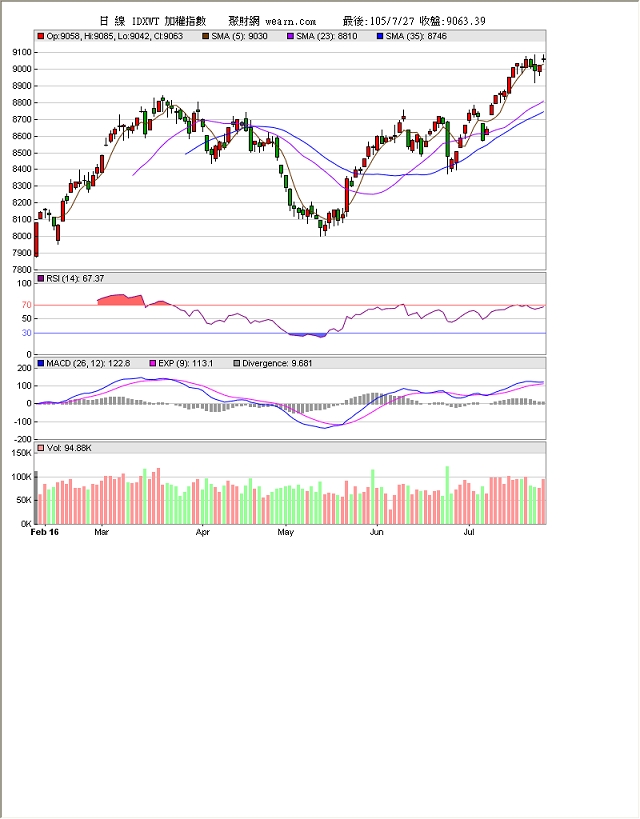 日 線 IDXWT 加權指數 聚財網 wearn.com 最後:105/7/27 收盤:9063.39
Op:9058, Hi:9085, Lo:9042, Cl:9063 SMA (5): 9030 SMA (23): 8810 SMA (35): 8746
9100
9000
8900
8800
8700
8600
8500
8400
8300
8200
8100
8000
7900
7800
RSI (14): 67.37
100
70
50
30
0
MACD (26, 12): 122.8 EXP (9): 113.1 Divergence: 9.681
200
100
0
-100
-200
Vol: 94.88K
150K
100K
50K
0K
Feb 16 Mar Apr May Jun Jul